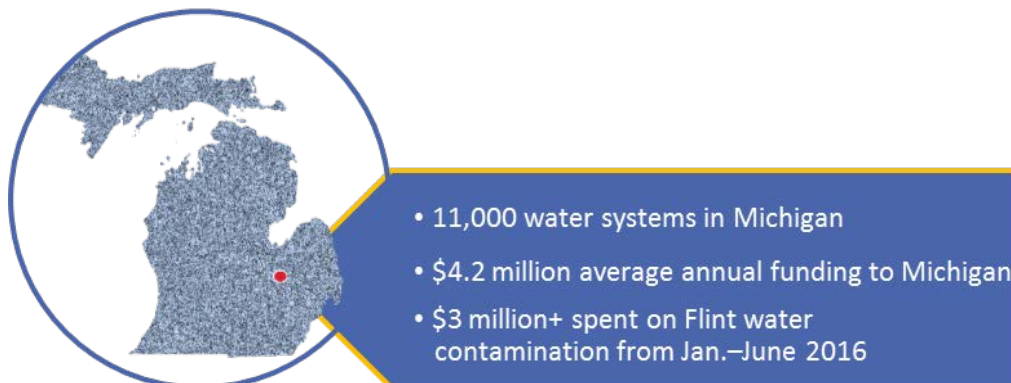 • 11,000 water systems in Michigan
• $4.2 million average annual funding to Michigan
• $3 million+ spent on Flint water
contamination from Jan.–June 2016